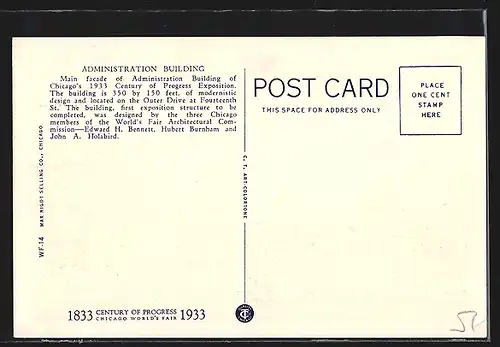 ADMINISTRATION BUILDING
Main facade of Administration Building of
Chicago's 1933 Century of Progress Exposition.
The building is 350 by 150 feet, of modernistic
design and located on the Outer Drive at Fourteenth
St. The building, first exposition structure to be
completed, was designed by the three Chicago
members of the World's Fair Architectural Com-
mission—Edward H. Bennett, Hubert Burnham and
John A. Holabird.
POST CARD
THIS SPACE FOR ADDRESS ONLY
PLACE
ONE CENT
STAMP
HERE
WF.14 MAX RIGOT SELLING CO., CHICAGO
C. T. ART-COLORTONE
1833 CENTURY OF PROGRESS 1933
CHICAGO WORLD'S FAIR